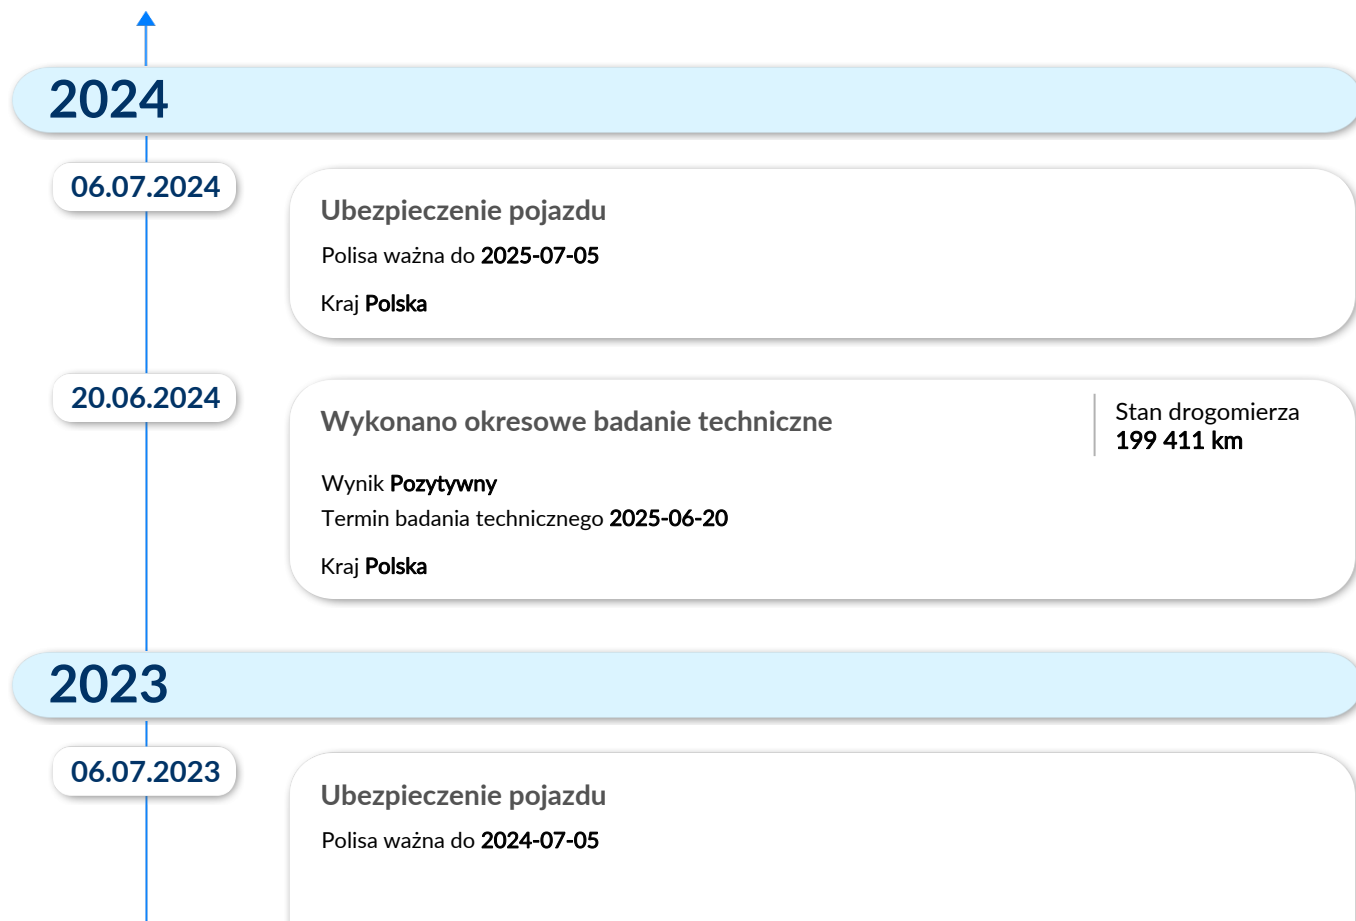 2024
06.07.2024
Ubezpieczenie pojazdu
Polisa ważna do 2025-07-05
Kraj Polska
20.06.2024
Wykonano okresowe badanie techniczne
Stan drogomierza
199 411 km
Wynik Pozytywny
Termin badania technicznego 2025-06-20
Kraj Polska
2023
06.07.2023
Ubezpieczenie pojazdu
Polisa ważna do 2024-07-05